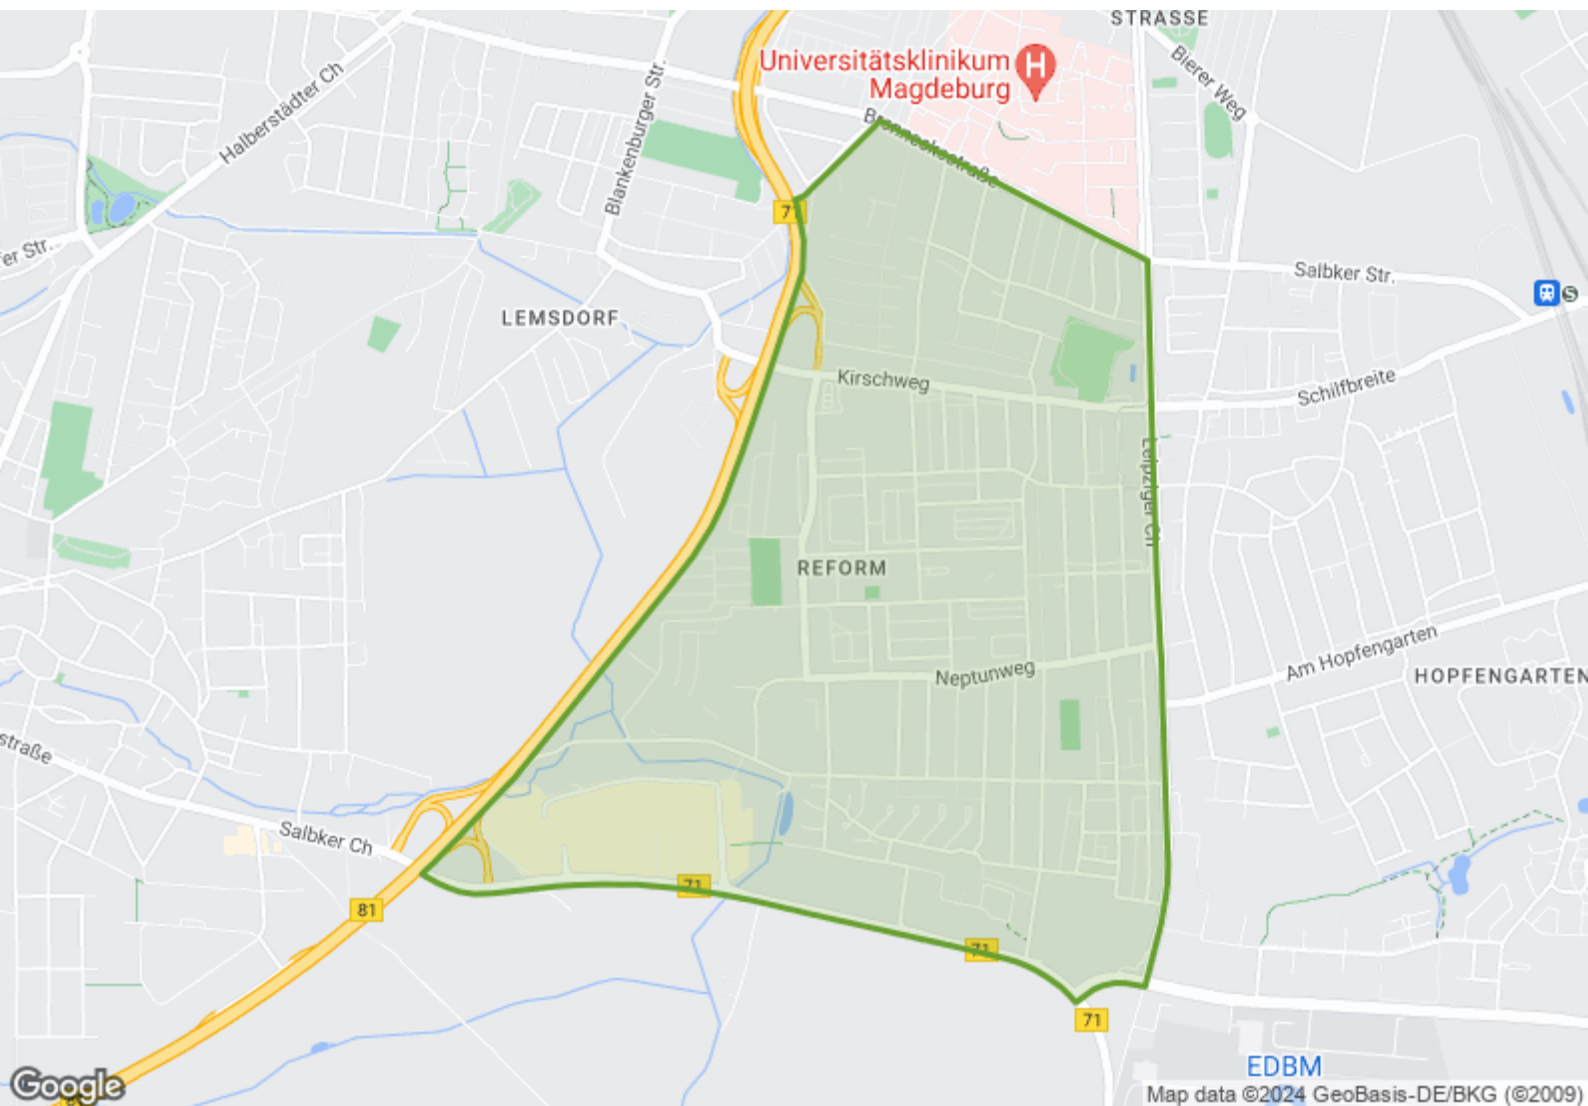 STRASSE
Universitätsklinikum
Magdeburg
H
Bierer Weg
Halberstädter Ch
Blankenburger Str.
Brenneckestraße
71
er Str.
Salbker Str.
S
LEMSDORF
Kirschweg
Schilfbreite
Leipziger Ch
REFORM
Am Hopfengarten
Neptunweg
HOPFENGARTEN
straße
Salbker Ch
71
81
71
71
EDBM
Google
Map data ©2024 GeoBasis-DE/BKG (©2009)